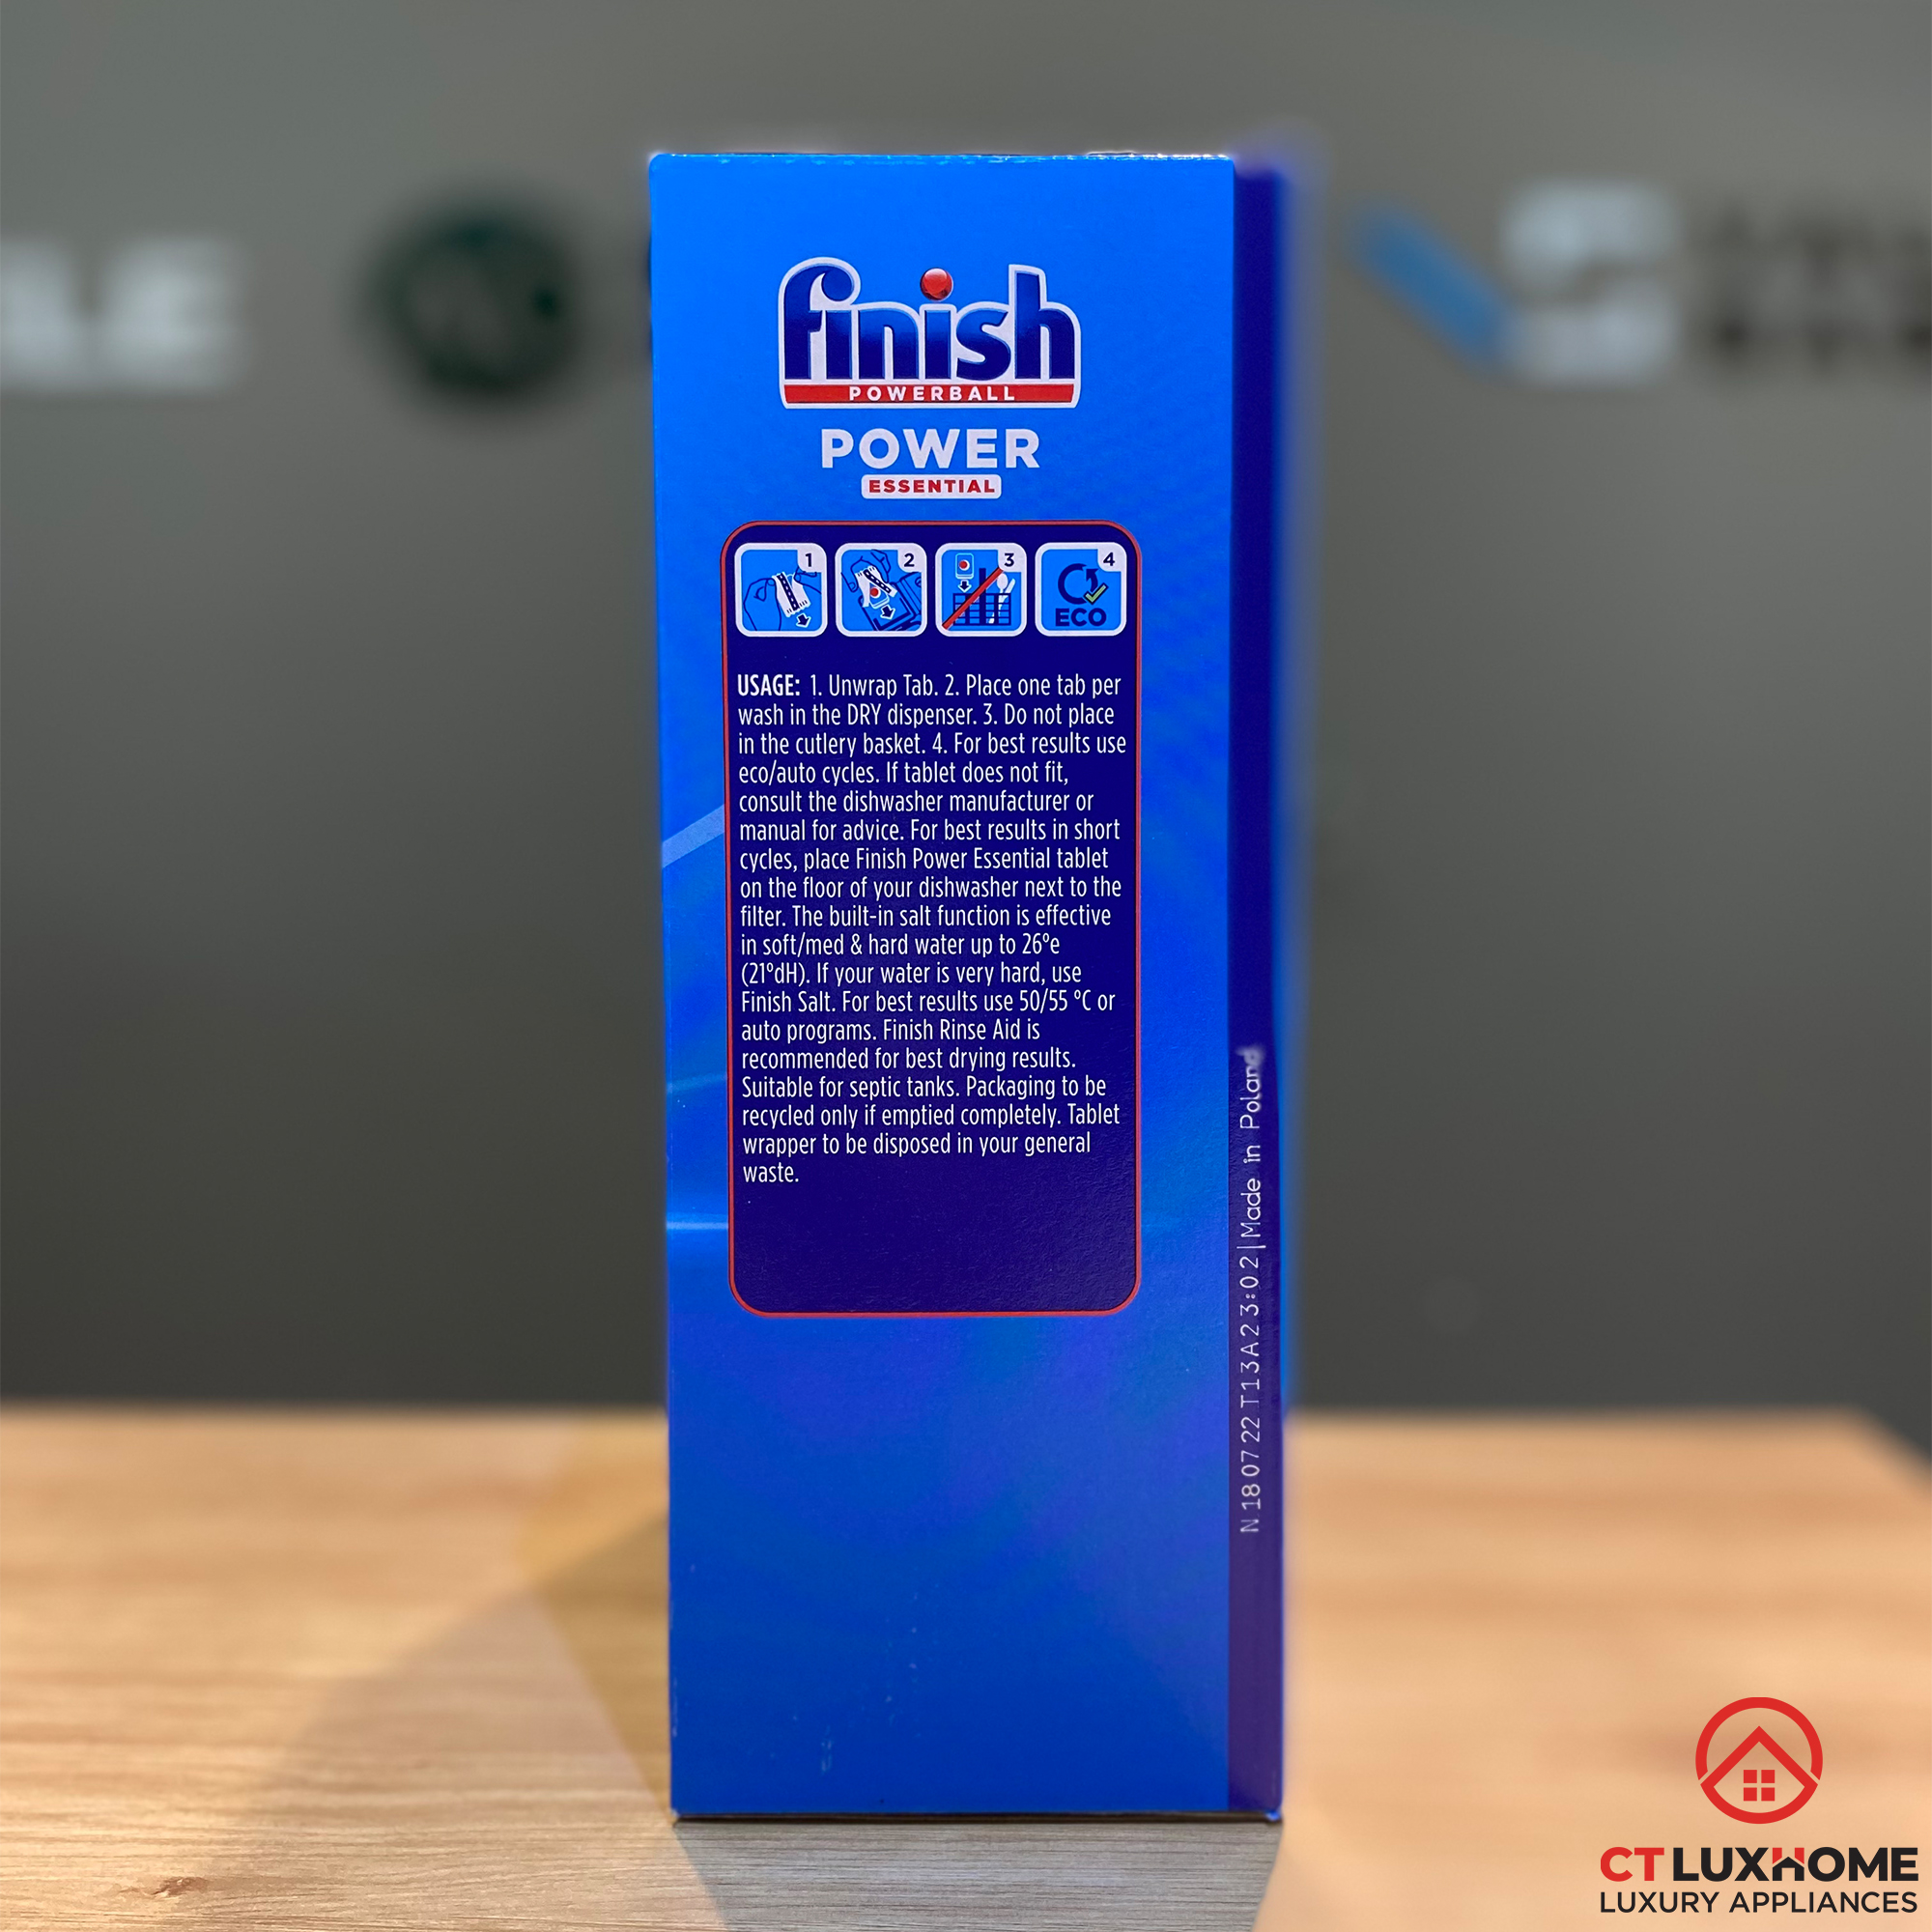 finish
POWERBALL
POWER
ESSENTIAL
1 2 3 4
ECO
USAGE: 1. Unwrap Tab. 2. Place one tab per
wash in the DRY dispenser. 3. Do not place
in the cutlery basket. 4. For best results use
eco/auto cycles. If tablet does not fit,
consult the dishwasher manufacturer or
manual for advice. For best results in short
cycles, place Finish Power Essential tablet
on the floor of your dishwasher next to the
filter. The built-in salt function is effective
in soft/med & hard water up to 26°e
(21°dH). If your water is very hard, use
Finish Salt. For best results use 50/55 °C or
auto programs. Finish Rinse Aid is
recommended for best drying results.
Suitable for septic tanks. Packaging to be
recycled only if emptied completely. Tablet
wrapper to be disposed in your general
waste.
N 180722 T13A2 3:02|Made in Poland
CTLUXHOME
LUXURY APPLIANCES